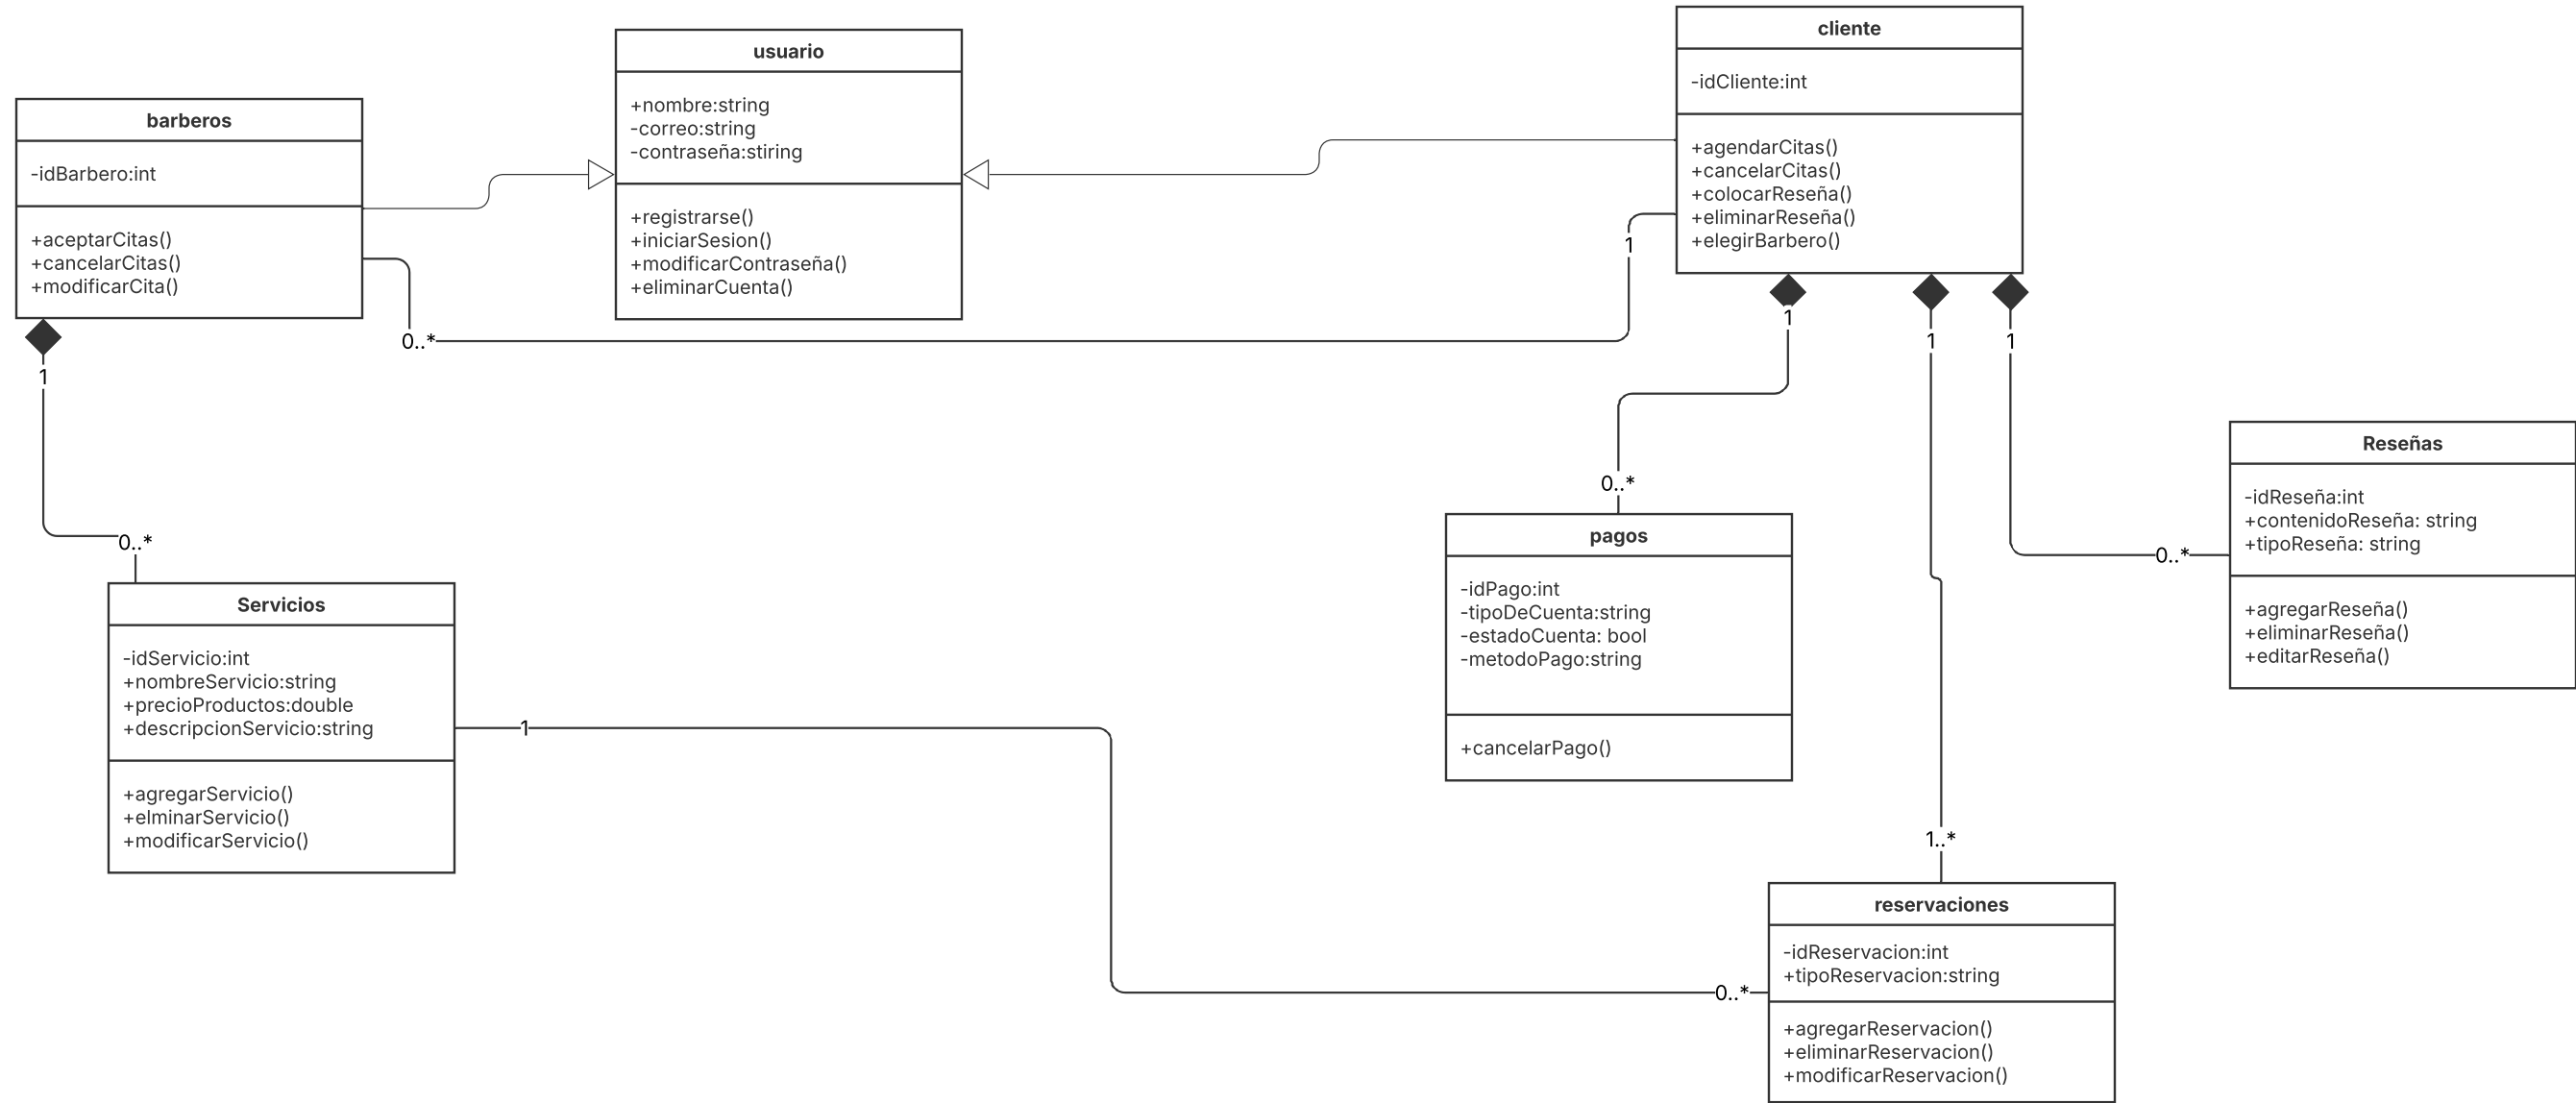 barberos
-idBarbero:int
+aceptarCitas()
+cancelarCitas()
+modificarCita()
usuario
+nombre:string
-correo:string
-contraseña:stiring
+registrarse()
+iniciarSesion()
+modificarContraseña()
+eliminarCuenta()
cliente
-idCliente:int
+agendarCitas()
+cancelarCitas()
+colocarReseña()
+eliminarReseña()
+elegirBarbero()
1
0..*
1
1
1
1
0..*
0..*
0..*
Reseñas
-idReseña:int
+contenidoReseña: string
+tipoReseña: string
+agregarReseña()
+eliminarReseña()
+editarReseña()
pagos
-idPago:int
-tipoDeCuenta:string
-estadoCuenta: bool
-metodoPago:string
+cancelarPago()
Servicios
-idServicio:int
+nombreServicio:string
+precioProductos:double
+descripcionServicio:string
+agregarServicio()
+elminarServicio()
+modificarServicio()
1
1..*
0..*
reservaciones
-idReservacion:int
+tipoReservacion:string
+agregarReservacion()
+eliminarReservacion()
+modificarReservacion()